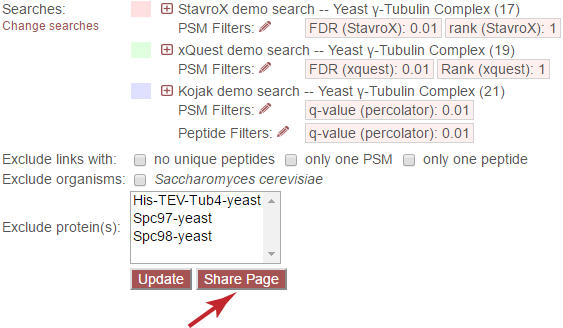 Searches: StavroX demo search -- Yeast γ-Tubulin Complex (17)
Change searches PSM Filters: FDR (StavroX): 0.01 rank (StavroX): 1
xQuest demo search -- Yeast γ-Tubulin Complex (19)
PSM Filters: FDR (xquest): 0.01 Rank (xquest): 1
Kojak demo search -- Yeast γ-Tubulin Complex (21)
PSM Filters: q-value (percolator): 0.01
Peptide Filters: q-value (percolator): 0.01
Exclude links with: no unique peptides only one PSM only one peptide
Exclude organisms: Saccharomyces cerevisiae
His-TEV-Tub4-yeast
Exclude protein(s): Spc97-yeast
Spc98-yeast
Update Share Page